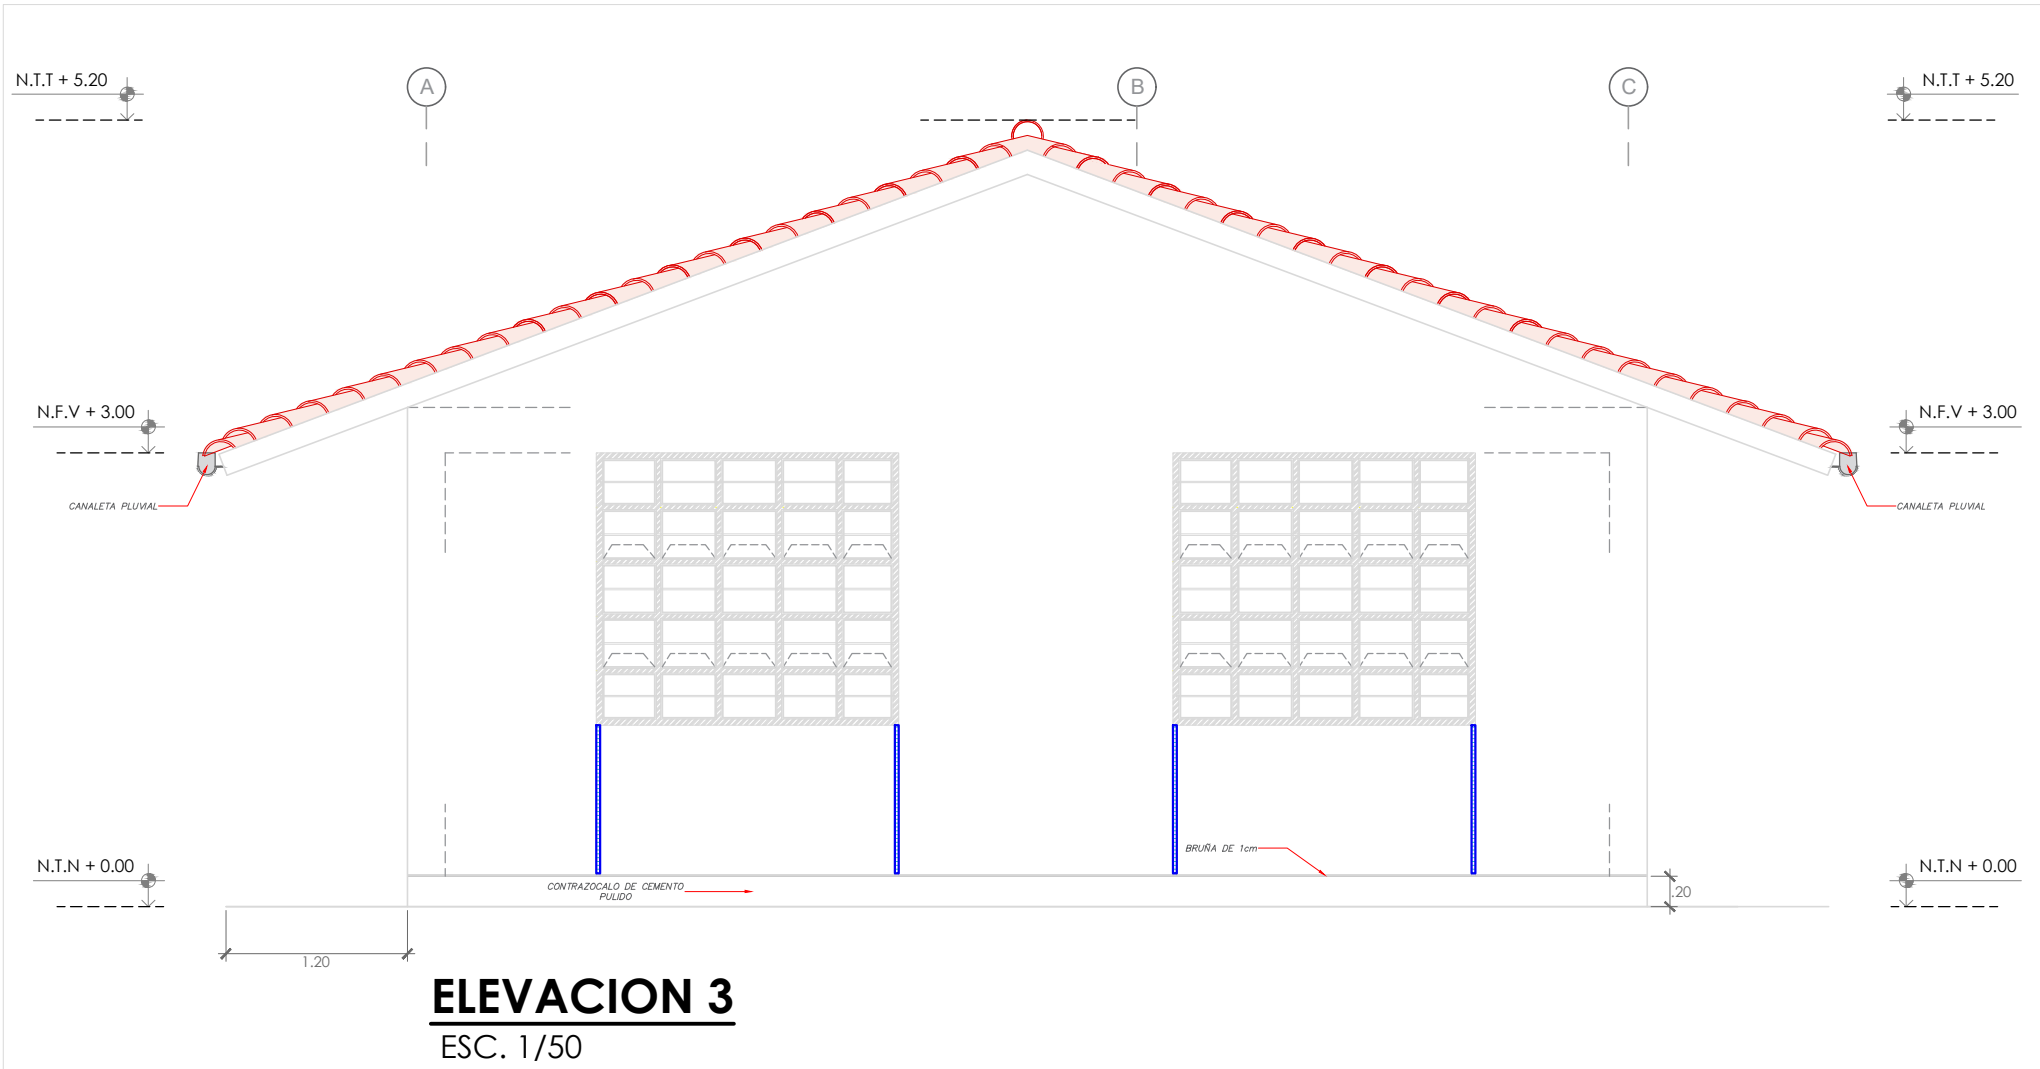 N.T.T + 5.20
A
B
C
N.T.T + 5.20
N.F.V + 3.00
N.F.V + 3.00
CANALETA PLUVIAL
CANALETA PLUVIAL
BRUÑA DE 1cm
N.T.N + 0.00
N.T.N + 0.00
CONTRAZOCALO DE CEMENTO
PULIDO
.20
1.20
ELEVACION 3
ESC. 1/50